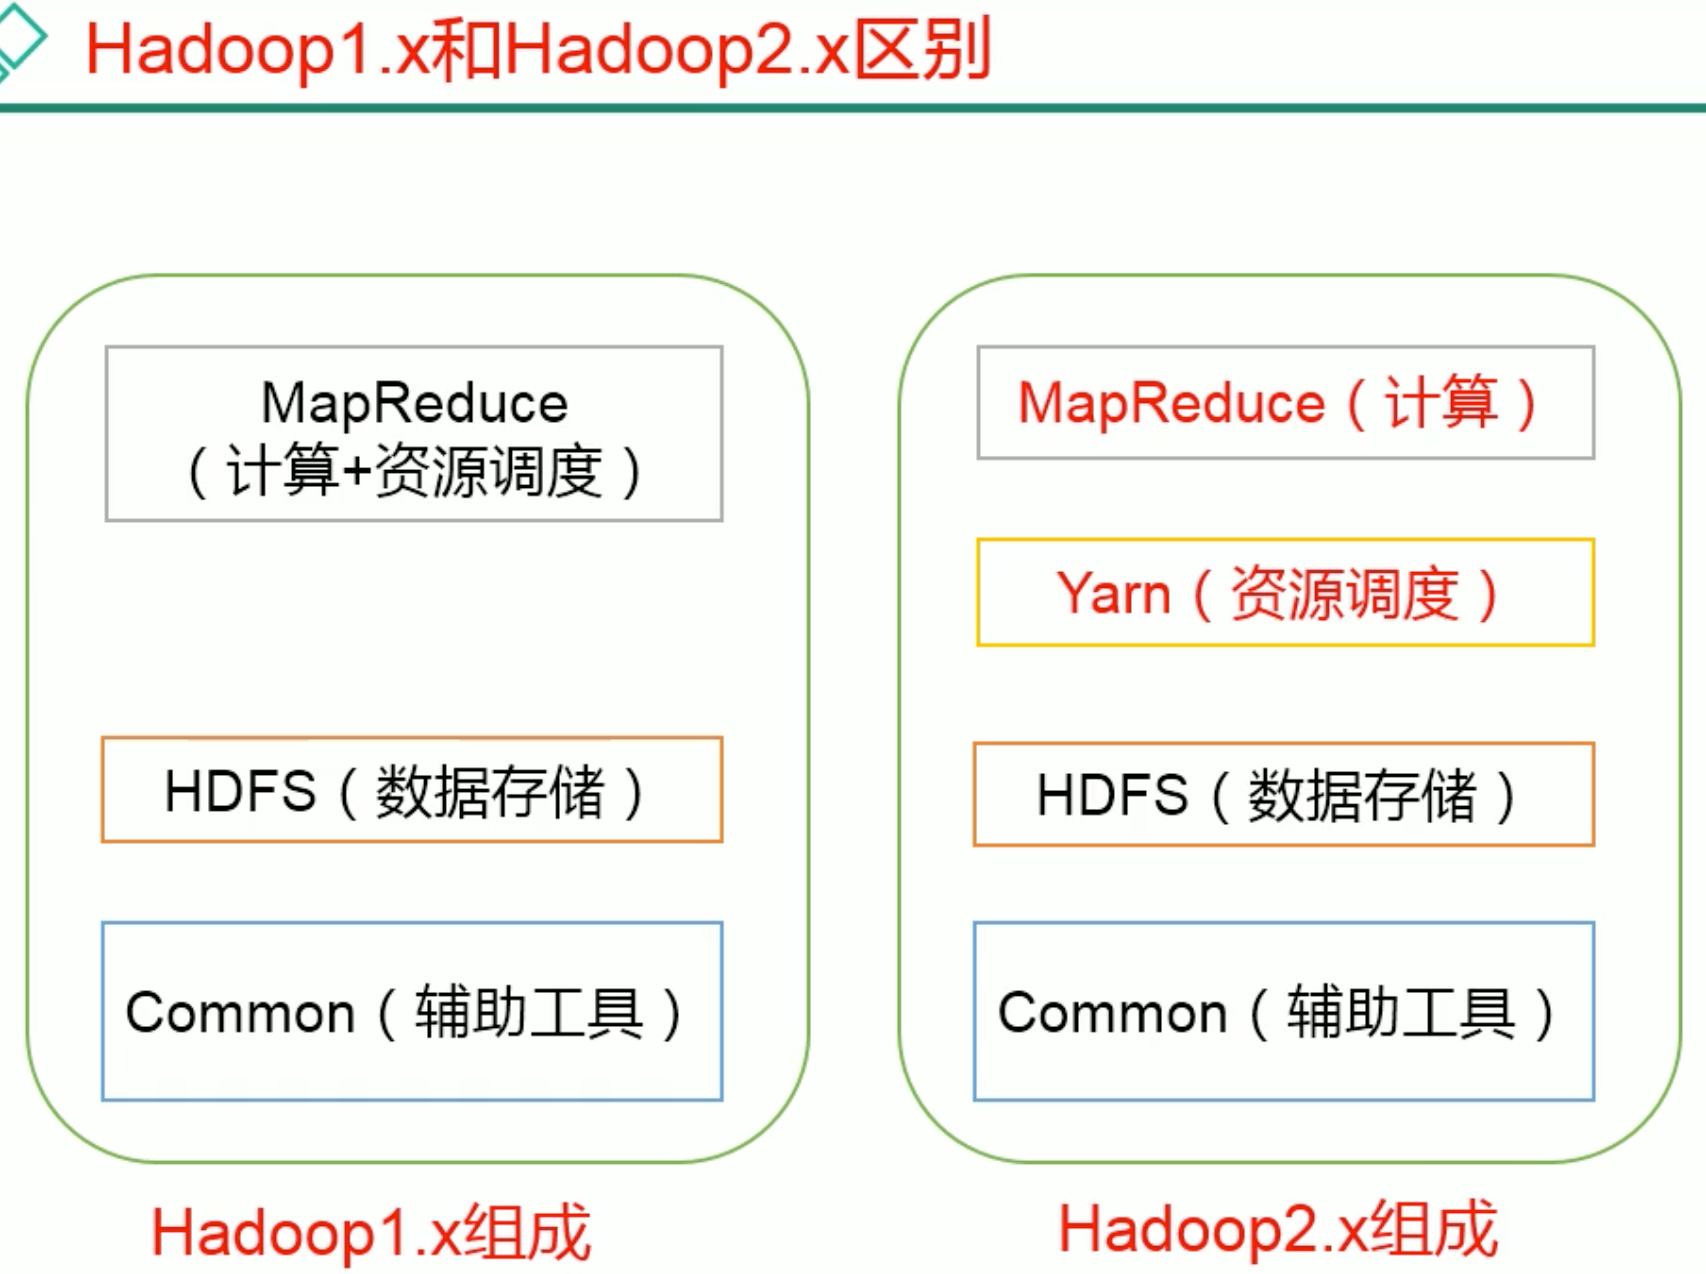 Hadoop1.x和Hadoop2.x区别
MapReduce
（计算+资源调度）
HDFS（数据存储）
Common（辅助工具）
Hadoop1.x组成
MapReduce（计算）
Yarn（资源调度）
HDFS（数据存储）
Common（辅助工具）
Hadoop2.x组成